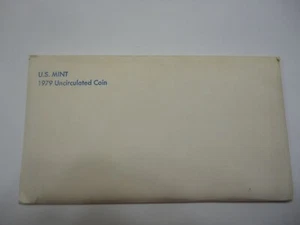 U.S. MINT
1979 Uncirculated Coin